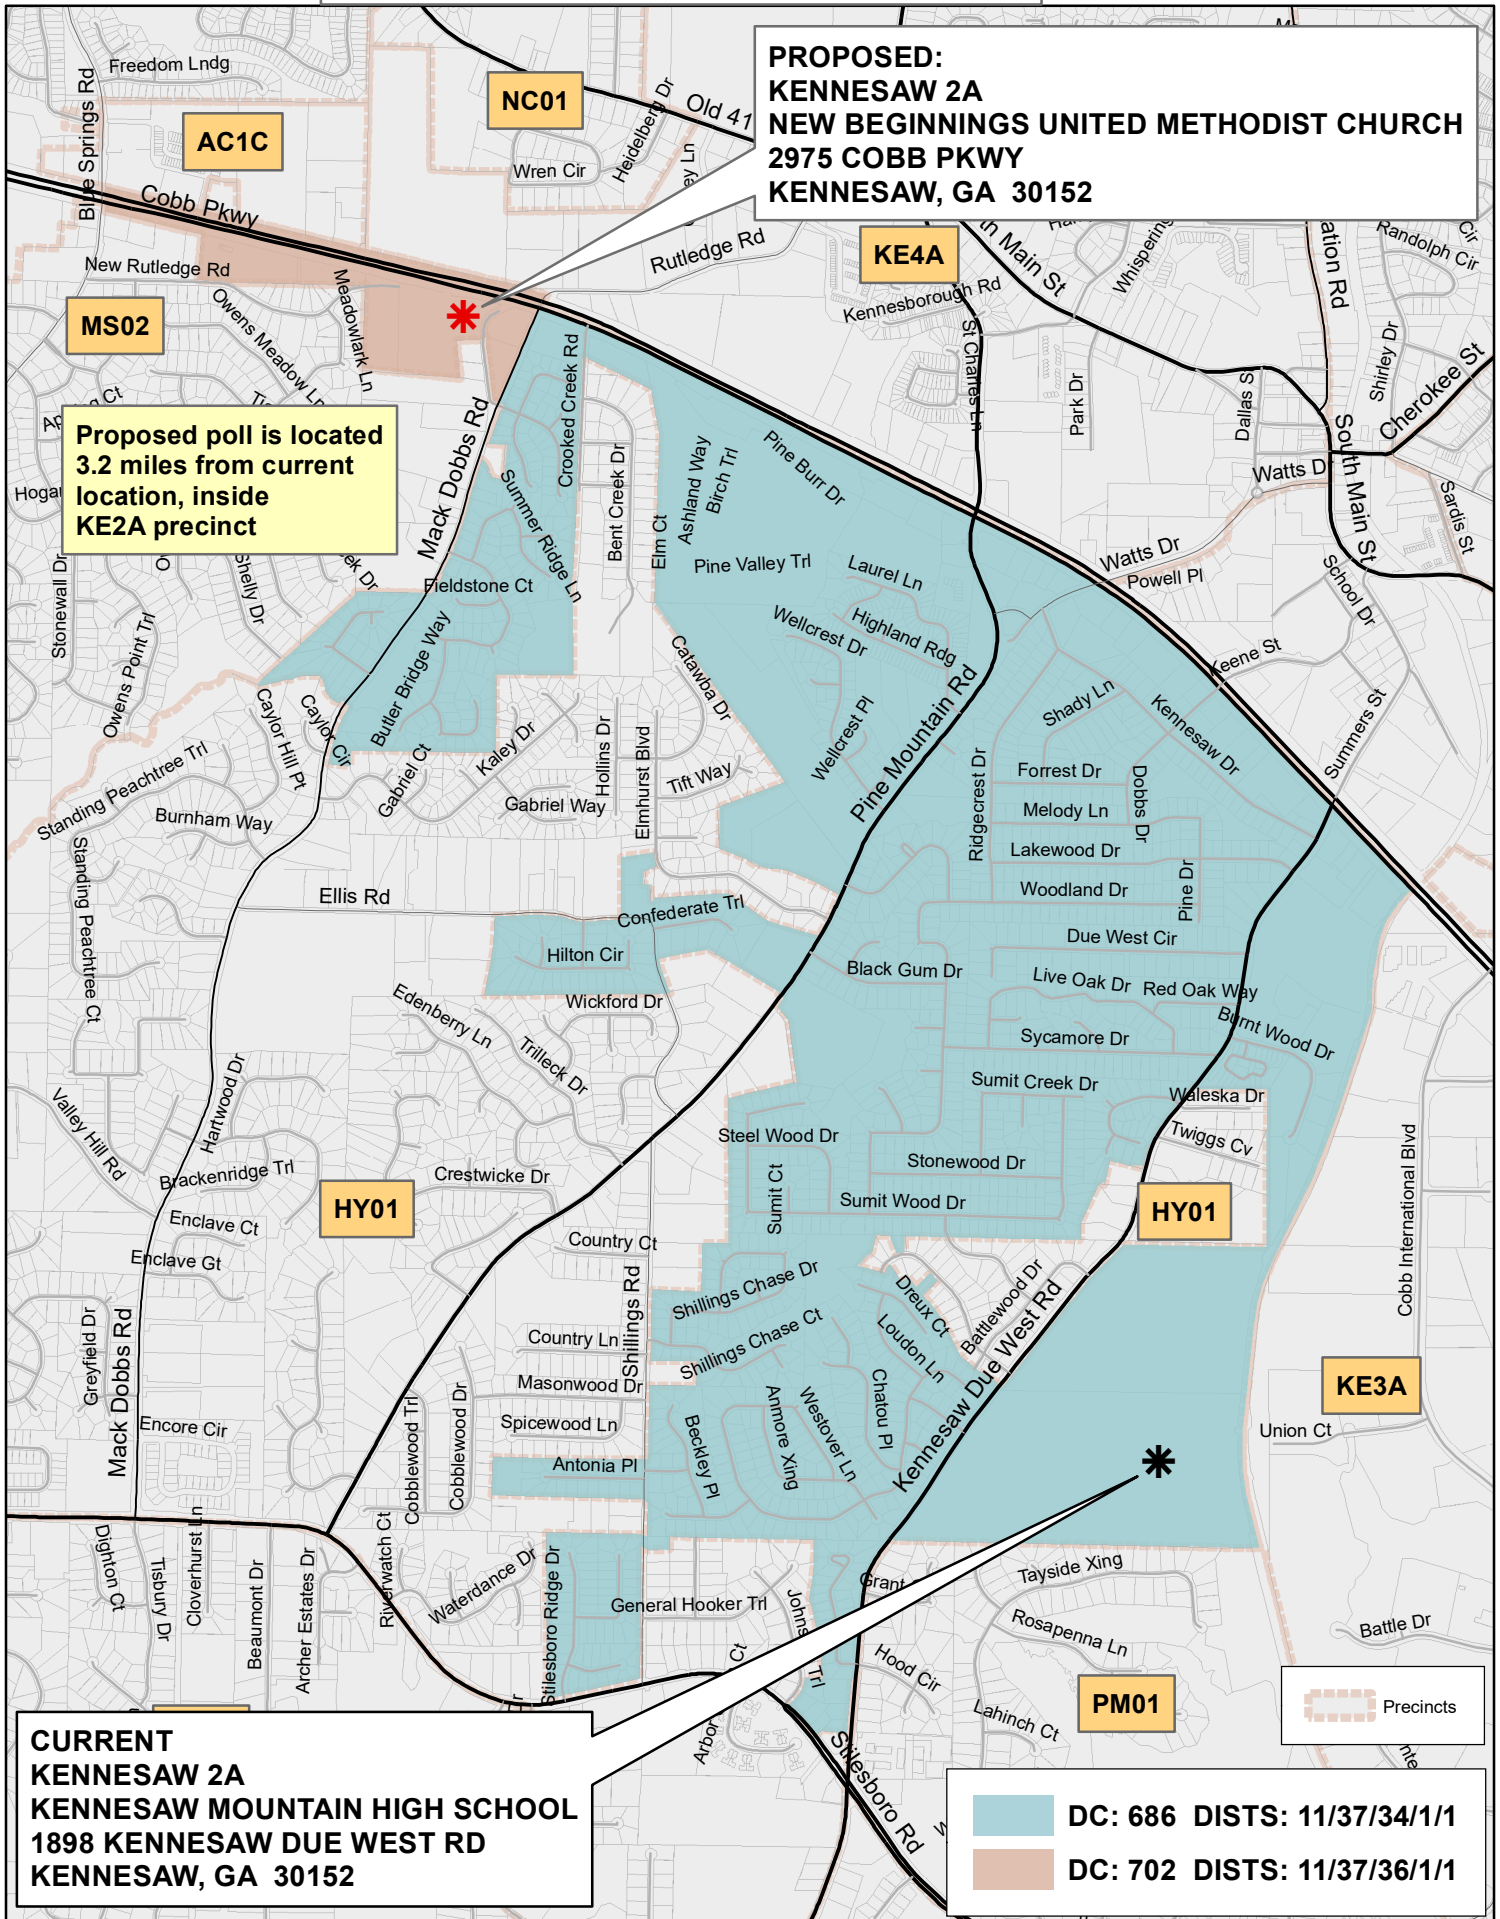 Freedom Lndg
Blue Springs Rd
AC1C
NC01
Wren Cir
Heidelberg Dr
Old 41
PROPOSED:
KENNESAW 2A
NEW BEGINNINGS UNITED METHODIST CHURCH
2975 COBB PKWY
KENNESAW, GA 30152
Cobb Pkwy
New Rutledge Rd
Meadowlark Ln
Owens Meadow Ln
MS02
Rutledge Rd
KE4A
Kennesborough Rd
th Main St
Whispering
ation Rd
Randolph Cir
Cir
Shirley Dr
Cherokee St
St Charles Ln
Park Dr
Dallas S
Watts D
South Main St
Sardis St
Proposed poll is located
3.2 miles from current
location, inside
KE2A precinct
Mack Dobbs Rd
Crooked Creek Rd
Summer Ridge Ln
Bent Creek Dr
Elm Ct
Ashland Way
Birch Trl
Pine Burr Dr
Pine Valley Trl
Laurel Ln
Highland Rdg
Wellcrest Dr
Wellcrest Pl
Watts Dr
Powell Pl
School Dr
Keene St
Summers St
Stonewall Dr
Owens Point Trl
Shelly Dr
eek Dr
Fieldstone Ct
Butler Bridge Way
Catawba Dr
Pine Mountain Rd
Shady Ln
Kennesaw Dr
Caylor Hill Pt
Caylor Cir
Gabriel Ct
Kaley Dr
Hollins Dr
Elmhurst Blvd
Tift Way
Gabriel Way
Ridgecrest Dr
Forrest Dr
Dobbs Dr
Melody Ln
Lakewood Dr
Woodland Dr
Pine Dr
Standing Peachtree Trl
Burnham Way
Standing Peachtree Ct
Ellis Rd
Confederate Trl
Hilton Cir
Wickford Dr
Due West Cir
Black Gum Dr
Live Oak Dr
Red Oak Way
Burnt Wood Dr
Sycamore Dr
Edenberry Ln
Trilleck Dr
Sumit Creek Dr
Waleska Dr
Twiggs Cv
Valley Hill Rd
Hartwood Dr
Steel Wood Dr
Stonewood Dr
Brackenridge Trl
HY01
Crestwicke Dr
Sumit Ct
Sumit Wood Dr
HY01
Cobb International Blvd
Enclave Ct
Enclave Gt
Country Ct
Shillings Rd
Shillings Chase Dr
Dreux Ct
Battlewood Dr
Greyfield Dr
Mack Dobbs Rd
Country Ln
Shillings Chase Ct
Loudon Ln
Kennesaw Due West Rd
Masonwood Dr
Chatou Pl
KE3A
Encore Cir
Cobblewood Trl
Cobblewood Dr
Spicewood Ln
Beckley Pl
Anmore Xing
Westover Ln
Union Ct
Antonia Pl
Dighton Ct
Tisbury Dr
Cloverhurst Ln
Beaumont Dr
Archer Estates Dr
Riverwatch Ct
Waterdance Dr
Stilesboro Ridge Dr
General Hooker Trl
Johns
Trl
Grant
Tayside Xing
Rosapenna Ln
Battle Dr
Hood Cir
Lahinch Ct
PM01
Precincts
Stilesboro Rd
CURRENT
KENNESAW 2A
KENNESAW MOUNTAIN HIGH SCHOOL
1898 KENNESAW DUE WEST RD
KENNESAW, GA 30152
DC: 686 DISTS: 11/37/34/1/1
DC: 702 DISTS: 11/37/36/1/1